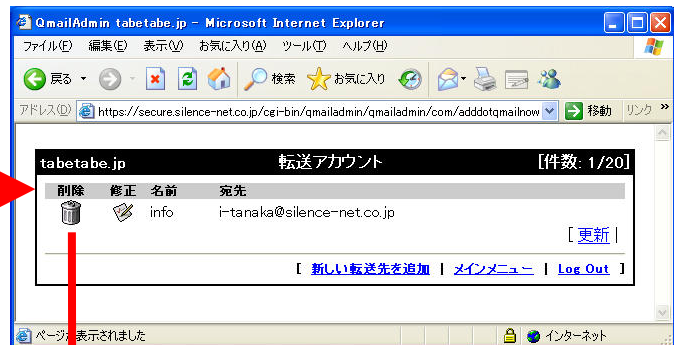 QmailAdmin tabetabe.jp - Microsoft Internet Explorer
ファイル(F) 編集(E) 表示(V) お気に入り(A) ツール(T) ヘルプ(H)
戻る 検索 お気に入り
アドレス(D) https://secure.silence-net.co.jp/cgi-bin/qmailadmin/qmailadmin/com/adddotqmailnow 移動 リンク »
tabetabe.jp 転送アカウント [件数: 1/20]
削除 修正 名前 宛先
info i-tanaka@silence-net.co.jp
[ 更新 |
[ 新しい転送先を追加 | メインメニュー | Log Out ]
ページが表示されました インターネット